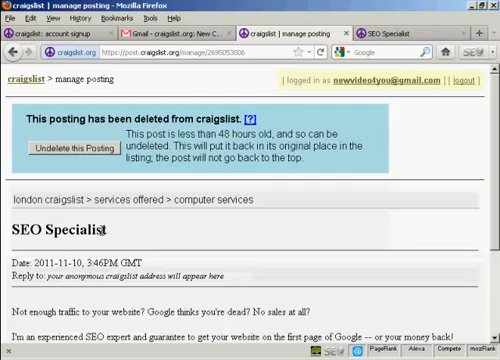 craigslist | manage posting - Mozilla Firefox
File Edit View History Bookmarks Tools Help
craigslist: account signup Gmail - craigslist.org: New C... craigslist | manage posting SEO Specialist
craigslist.org https://post.craigslist.org/manage/2695053006 Google
craigslist > manage posting [ logged in as newvideo4you@gmail.com ] [ logout ]
This posting has been deleted from craigslist. [?]
Undelete this Posting
This post is less than 48 hours old, and so can be
undeleted. This will put it back in its original place in the
listing; the post will not go back to the top.
london craigslist > services offered > computer services
SEO Specialist
Date: 2011-11-10, 3:46PM GMT
Reply to: your anonymous craigslist address will appear here
Not enough traffic to your website? Google thinks you're dead? No sales at all?
I'm an experienced SEO expert and guarantee to get your website on the first page of Google -- or your money back!
SEO PageRank Alexa Compete mozRank